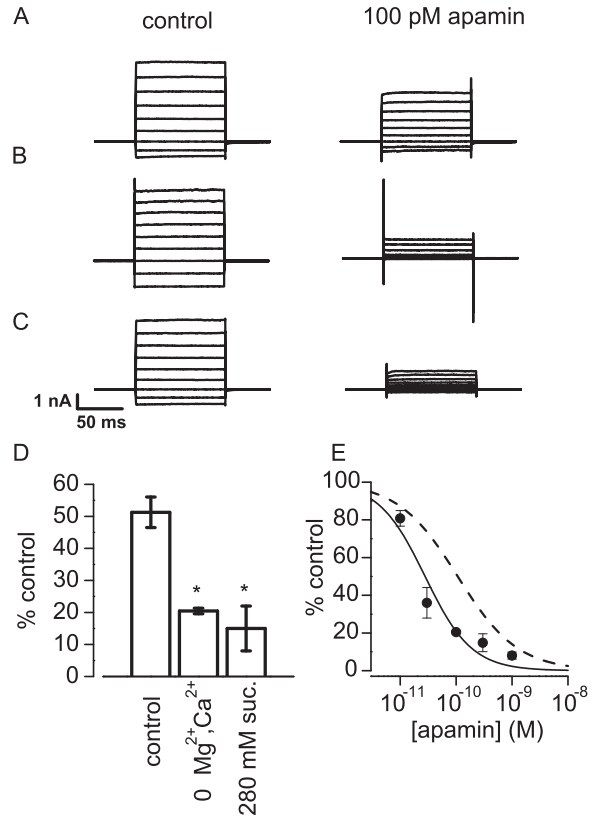 A control 100 pM apamin
B
C
1 nA
50 ms
D E
60
50
40
30
20
10
0
% control
* *
control
0 Mg²⁺,Ca²⁺
280 mM suc.
100
80
60
40
20
0
% control
10⁻¹¹ 10⁻¹⁰ 10⁻⁹ 10⁻⁸
[apamin] (M)